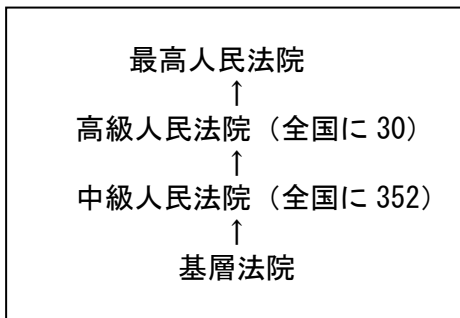 最高人民法院
↑
高級人民法院（全国に 30）
↑
中級人民法院（全国に 352）
↑
基層法院